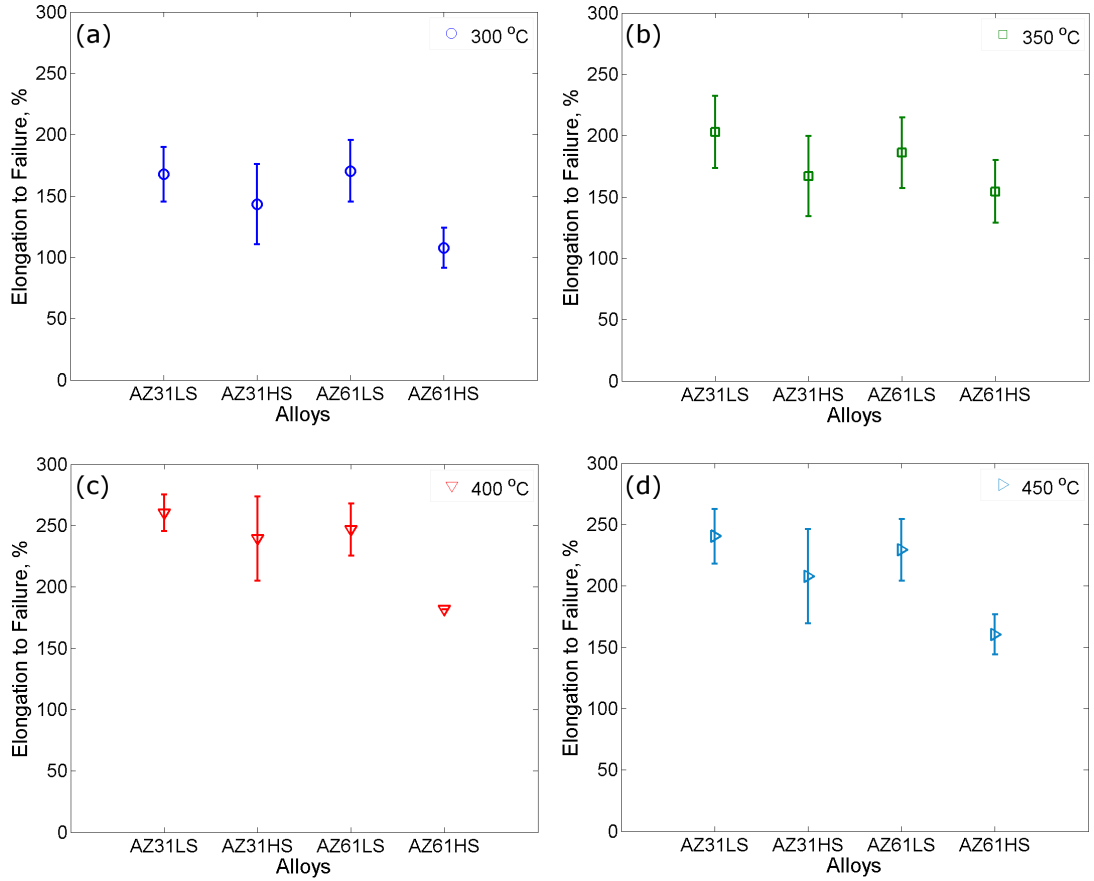 (a)
300 °C
Elongation to Failure, %
300
250
200
150
100
50
0
AZ31LS AZ31HS AZ61LS AZ61HS
Alloys
(b)
350 °C
Elongation to Failure, %
300
250
200
150
100
50
0
AZ31LS AZ31HS AZ61LS AZ61HS
Alloys
(c)
400 °C
Elongation to Failure, %
300
250
200
150
100
50
0
AZ31LS AZ31HS AZ61LS AZ61HS
Alloys
(d)
450 °C
Elongation to Failure, %
300
250
200
150
100
50
0
AZ31LS AZ31HS AZ61LS AZ61HS
Alloys